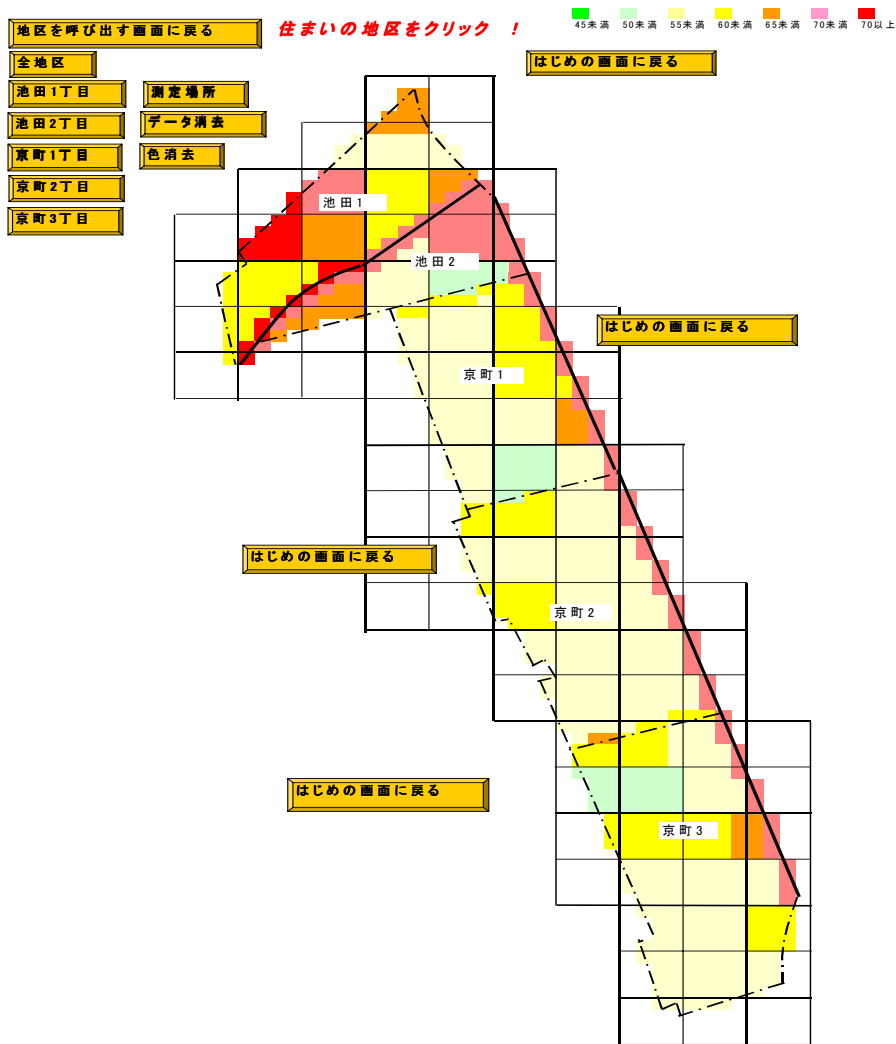 地区を呼び出す画面に戻る
住まいの地区をクリック !
45未満 50未満 55未満 60未満 65未満 70未満 70以上
全地区
はじめの画面に戻る
池田1丁目
測定場所
池田2丁目
データ消去
京町1丁目
色消去
京町2丁目
京町3丁目
池田1
池田2
はじめの画面に戻る
京町1
はじめの画面に戻る
京町2
はじめの画面に戻る
京町3